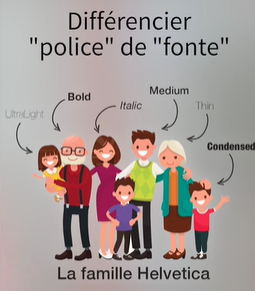 Différencier
"police" de "fonte"
Medium
Bold
Italic
Thin
UltraLight
Condensed
La famille Helvetica